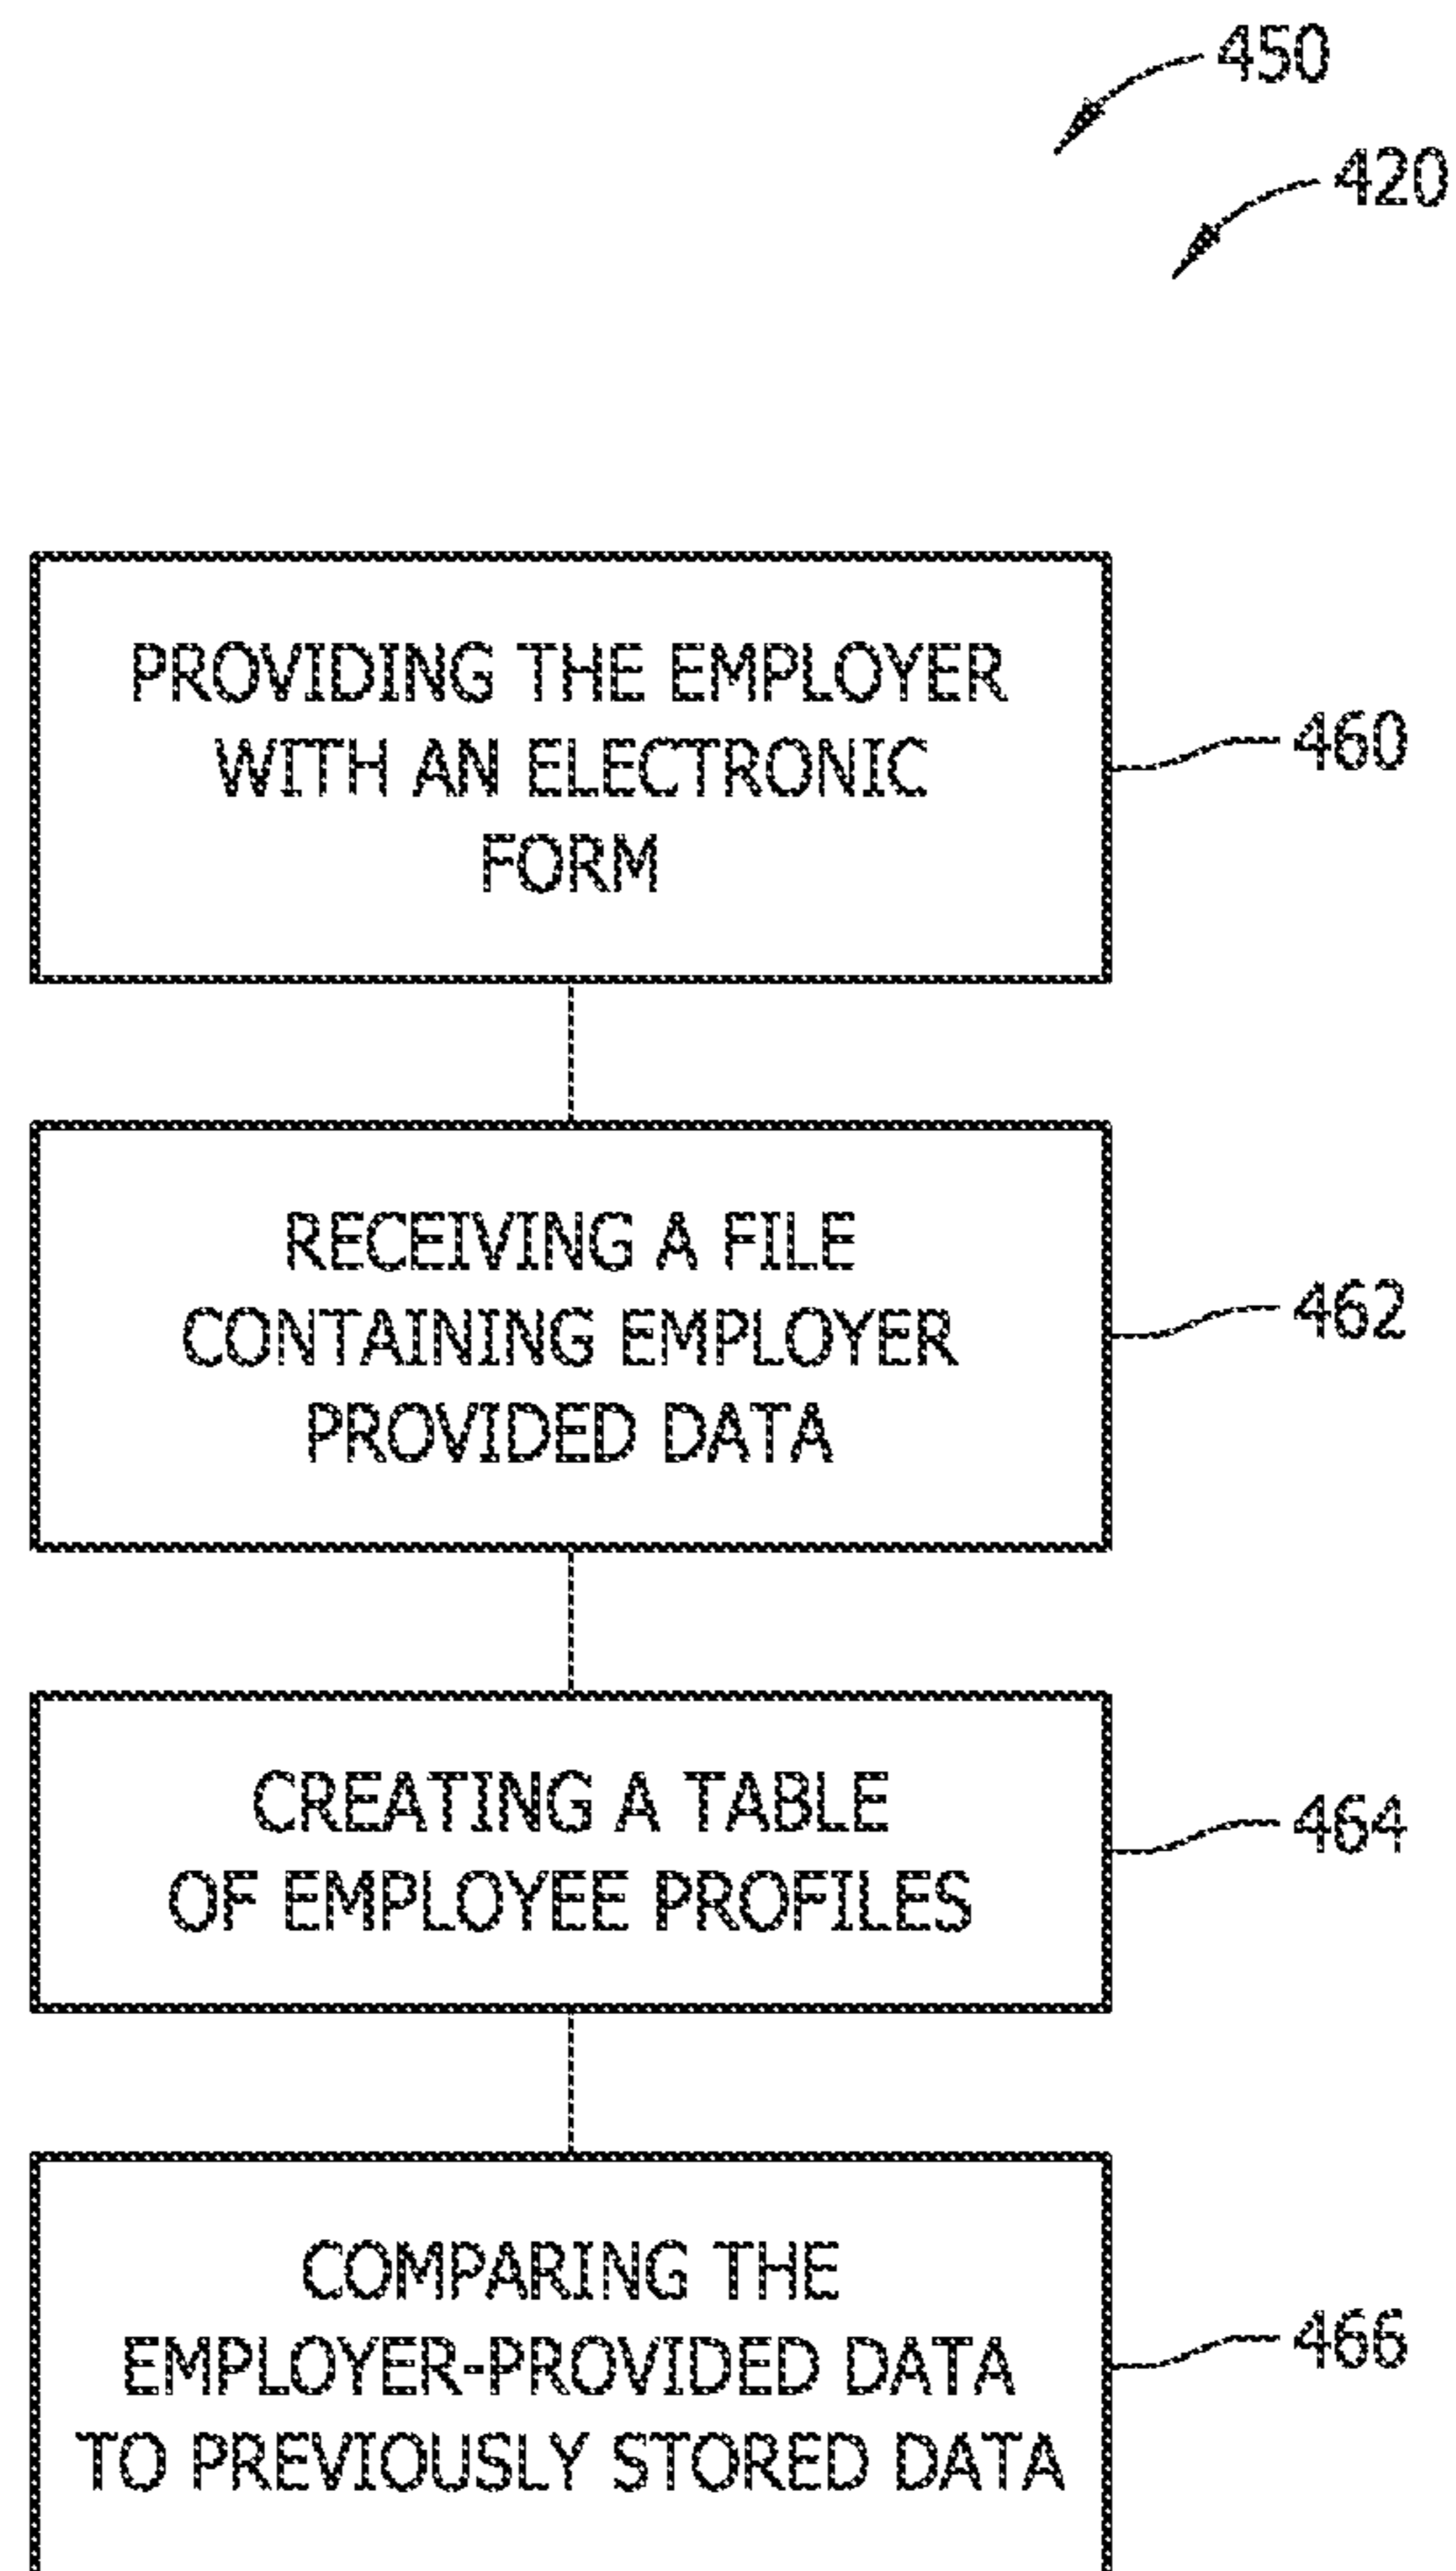 450
420
PROVIDING THE EMPLOYER
WITH AN ELECTRONIC
FORM
460
RECEIVING A FILE
CONTAINING EMPLOYER
PROVIDED DATA
462
CREATING A TABLE
OF EMPLOYEE PROFILES
464
COMPARING THE
EMPLOYER-PROVIDED DATA
TO PREVIOUSLY STORED DATA
466